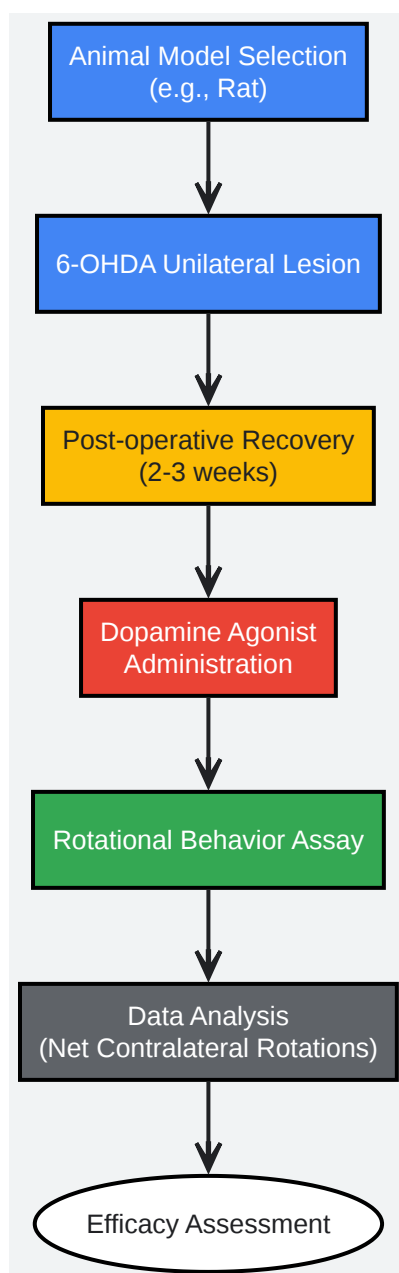 Animal Model Selection
(e.g., Rat)
6-OHDA Unilateral Lesion
Post-operative Recovery
(2-3 weeks)
Dopamine Agonist
Administration
Rotational Behavior Assay
Data Analysis
(Net Contralateral Rotations)
Efficacy Assessment